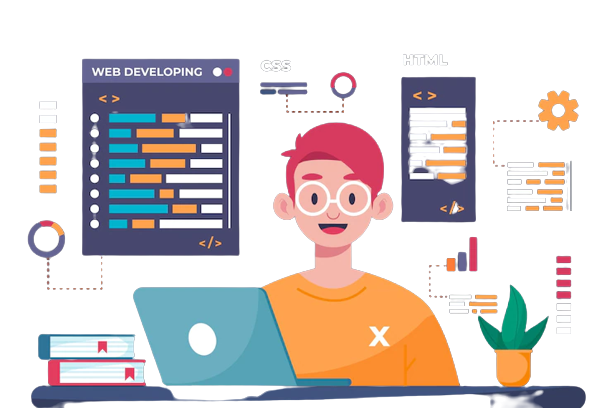 WEB DEVELOPING
CSS
HTML
< >
< >
</>
</>
X